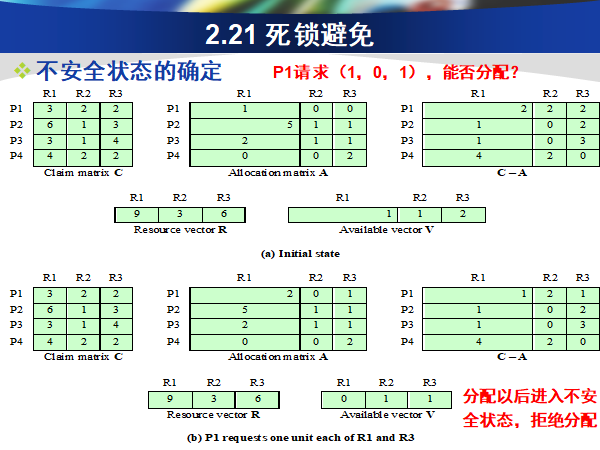 2.21 死锁避免
不安全状态的确定 P1请求（1，0，1），能否分配？
R1 R2 R3 R1 R2 R3 R1 R2 R3
P1 3 2 2 P1 1 0 0 P1 2 2 2
P2 6 1 3 P2 5 1 1 P2 1 0 2
P3 3 1 4 P3 2 1 1 P3 1 0 3
P4 4 2 2 P4 0 0 2 P4 4 2 0
Claim matrix C Allocation matrix A C – A
R1 R2 R3 R1 R2 R3
9 3 6 1 1 2
Resource vector R Available vector V
(a) Initial state
R1 R2 R3 R1 R2 R3 R1 R2 R3
P1 3 2 2 P1 2 0 1 P1 1 2 1
P2 6 1 3 P2 5 1 1 P2 1 0 2
P3 3 1 4 P3 2 1 1 P3 1 0 3
P4 4 2 2 P4 0 0 2 P4 4 2 0
Claim matrix C Allocation matrix A C – A
R1 R2 R3 R1 R2 R3
9 3 6 0 1 1
Resource vector R Available vector V
(b) P1 requests one unit each of R1 and R3
分配以后进入不安
全状态，拒绝分配